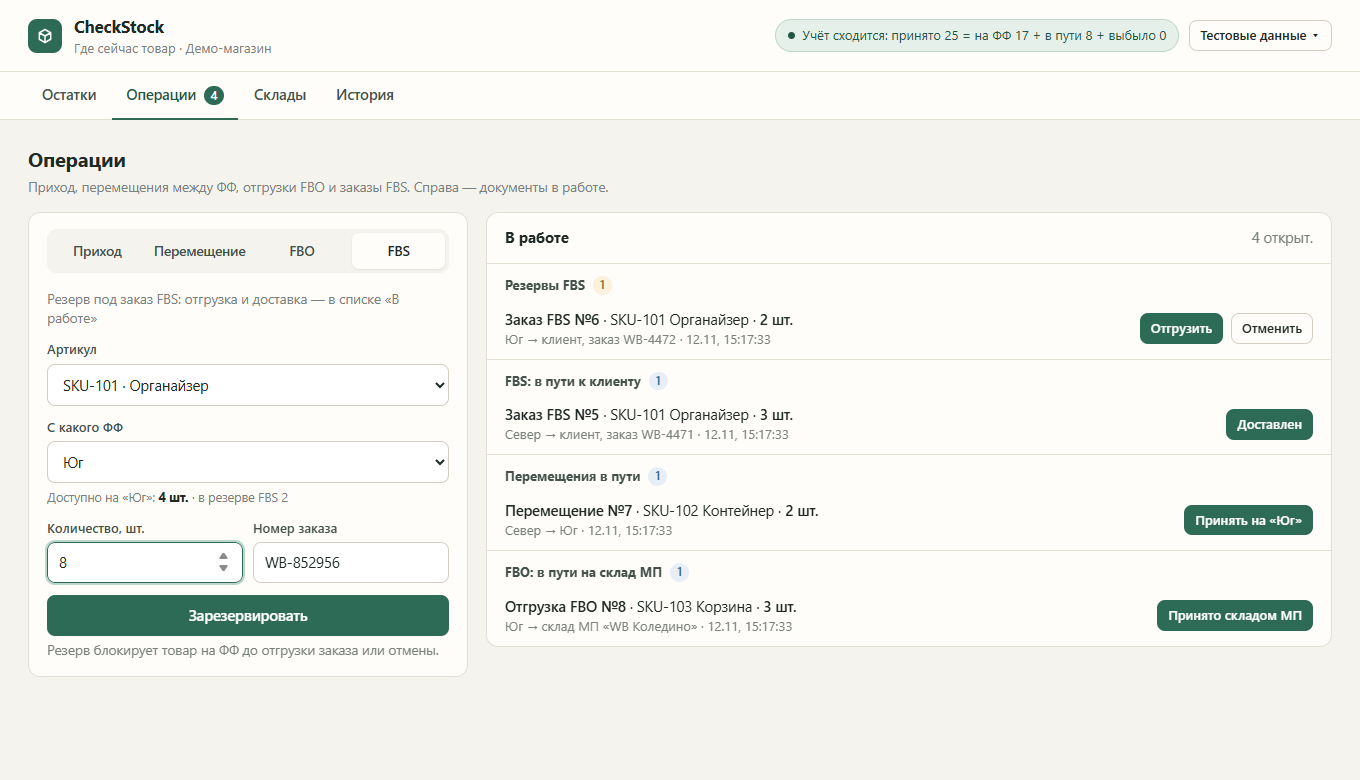 CheckStock
Где сейчас товар · Демо-магазин
Учёт сходится: принято 25 = на ФФ 17 + в пути 8 + выбыло 0
Тестовые данные
Остатки
Операции 4
Склады
История
Операции
Приход, перемещения между ФФ, отгрузки FBO и заказы FBS. Справа — документы в работе.
Приход
Перемещение
FBO
FBS
Резерв под заказ FBS: отгрузка и доставка — в списке «В
работе»
Артикул
SKU-101 · Органайзер
С какого ФФ
Юг
Доступно на «Юг»: 4 шт. · в резерве FBS 2
Количество, шт.
Номер заказа
8
WB-852956
Зарезервировать
Резерв блокирует товар на ФФ до отгрузки заказа или отмены.
В работе
4 открыт.
Резервы FBS 1
Заказ FBS №6 · SKU-101 Органайзер · 2 шт.
Юг → клиент, заказ WB-4472 · 12.11, 15:17:33
Отгрузить
Отменить
FBS: в пути к клиенту 1
Заказ FBS №5 · SKU-101 Органайзер · 3 шт.
Север → клиент, заказ WB-4471 · 12.11, 15:17:33
Доставлен
Перемещения в пути 1
Перемещение №7 · SKU-102 Контейнер · 2 шт.
Север → Юг · 12.11, 15:17:33
Принять на «Юг»
FBO: в пути на склад МП 1
Отгрузка FBO №8 · SKU-103 Корзина · 3 шт.
Юг → склад МП «WB Коледино» · 12.11, 15:17:33
Принято складом МП